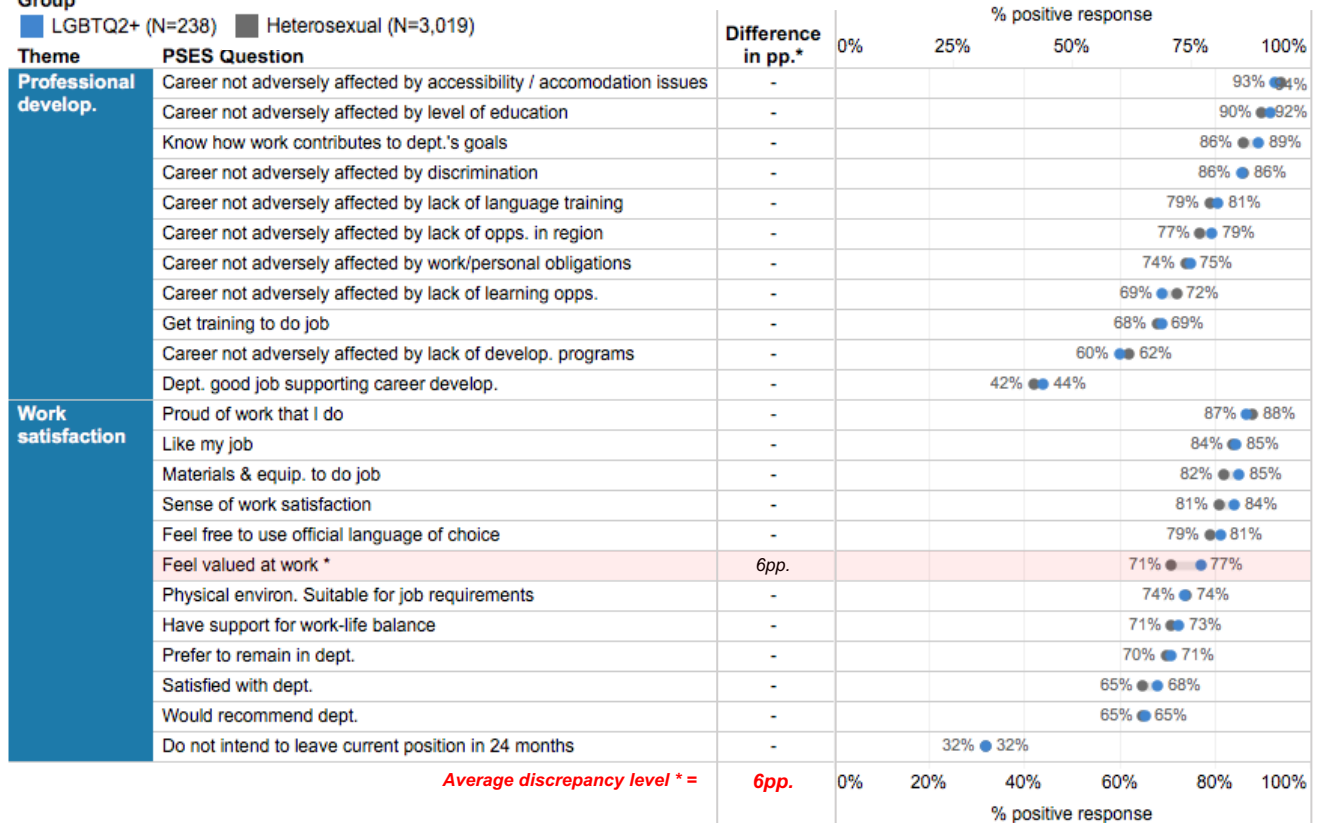 Group
LGBTQ2+ (N=238) Heterosexual (N=3,019)
% positive response
Theme PSES Question Difference in pp.* 0% 25% 50% 75% 100%
Professional develop.
Career not adversely affected by accessibility / accomodation issues - 93% 94%
Career not adversely affected by level of education - 90% 92%
Know how work contributes to dept.'s goals - 86% 89%
Career not adversely affected by discrimination - 86% 86%
Career not adversely affected by lack of language training - 79% 81%
Career not adversely affected by lack of opps. in region - 77% 79%
Career not adversely affected by work/personal obligations - 74% 75%
Career not adversely affected by lack of learning opps. - 69% 72%
Get training to do job - 68% 69%
Career not adversely affected by lack of develop. programs - 60% 62%
Dept. good job supporting career develop. - 42% 44%
Work satisfaction
Proud of work that I do - 87% 88%
Like my job - 84% 85%
Materials & equip. to do job - 82% 85%
Sense of work satisfaction - 81% 84%
Feel free to use official language of choice - 79% 81%
Feel valued at work * 6pp. 71% 77%
Physical environ. Suitable for job requirements - 74% 74%
Have support for work-life balance - 71% 73%
Prefer to remain in dept. - 70% 71%
Satisfied with dept. - 65% 68%
Would recommend dept. - 65% 65%
Do not intend to leave current position in 24 months - 32% 32%
Average discrepancy level * = 6pp. 0% 20% 40% 60% 80% 100%
% positive response